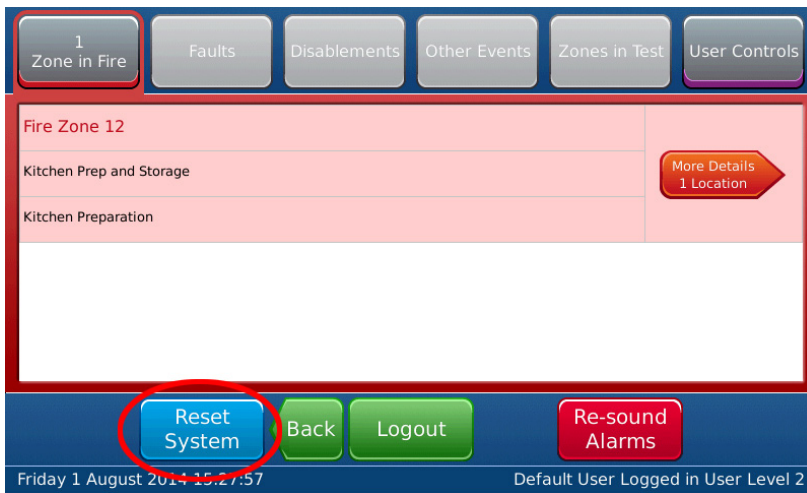 1
Zone in Fire
Faults
Disablements
Other Events
Zones in Test
User Controls
Fire Zone 12
Kitchen Prep and Storage
Kitchen Preparation
More Details
1 Location
Reset
System
Back
Logout
Re-sound
Alarms
Friday 1 August 2014 15:27:57
Default User Logged in User Level 2